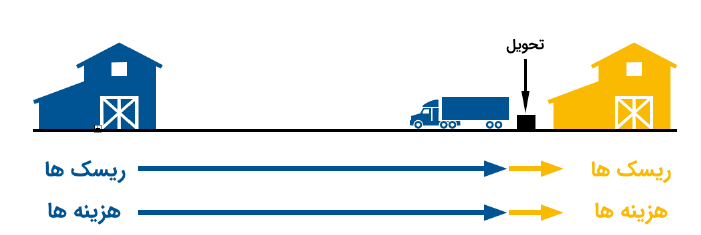 تحویل
ریسک ها
ریسک ها
هزینه ها
هزینه ها